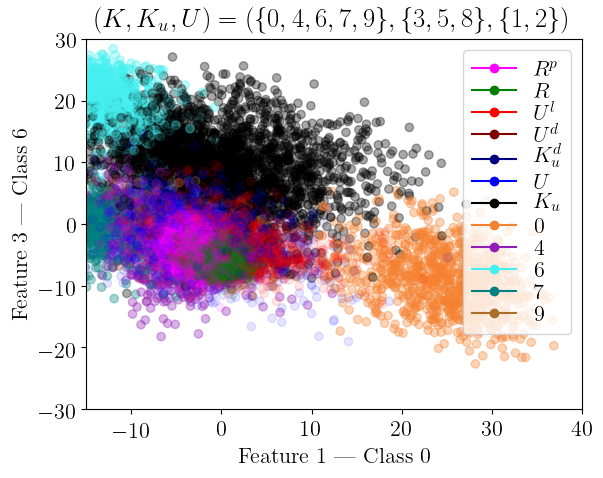 (K, K_u, U) = ({0, 4, 6, 7, 9}, {3, 5, 8}, {1, 2})
30
20
10
0
−10
−20
−30
Feature 3 — Class 6
R^p
R
U^l
U^d
K_u^d
U
K_u
0
4
6
7
9
−10
0
10
20
30
40
Feature 1 — Class 0